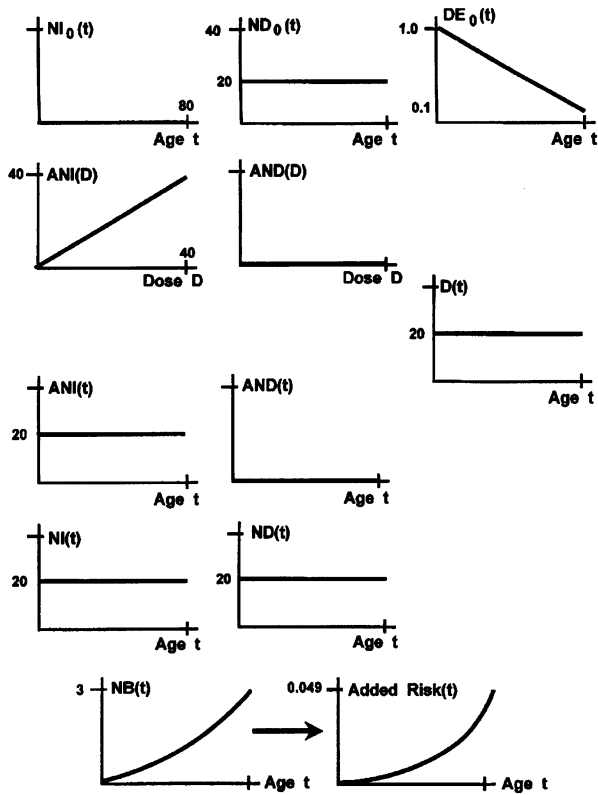 NI₀(t)
80
Age t
40
ND₀(t)
20
Age t
DE₀(t)
1.0
0.1
Age t
40
ANI(D)
40
Dose D
AND(D)
Dose D
D(t)
20
Age t
ANI(t)
20
Age t
AND(t)
Age t
NI(t)
20
Age t
ND(t)
20
Age t
3
NB(t)
Age t
0.049
Added Risk(t)
Age t